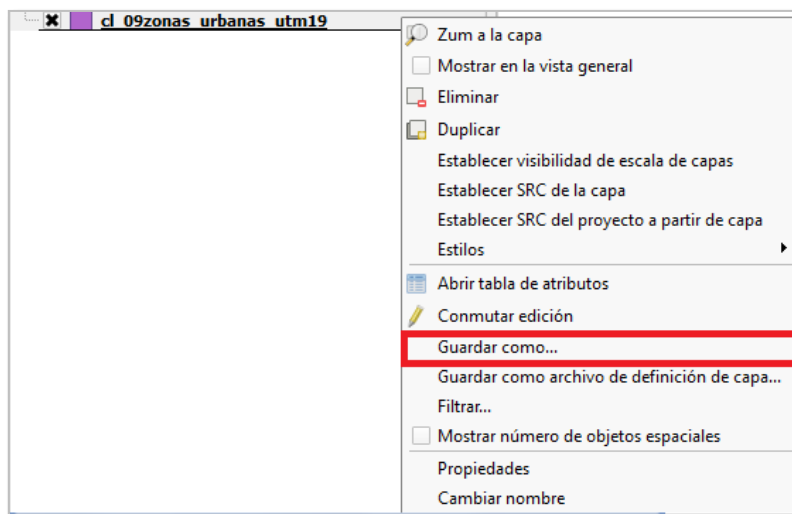 cl_09zonas_urbanas_utm19
Zum a la capa
Mostrar en la vista general
Eliminar
Duplicar
Establecer visibilidad de escala de capas
Establecer SRC de la capa
Establecer SRC del proyecto a partir de capa
Estilos
Abrir tabla de atributos
Conmutar edición
Guardar como...
Guardar como archivo de definición de capa...
Filtrar...
Mostrar número de objetos espaciales
Propiedades
Cambiar nombre